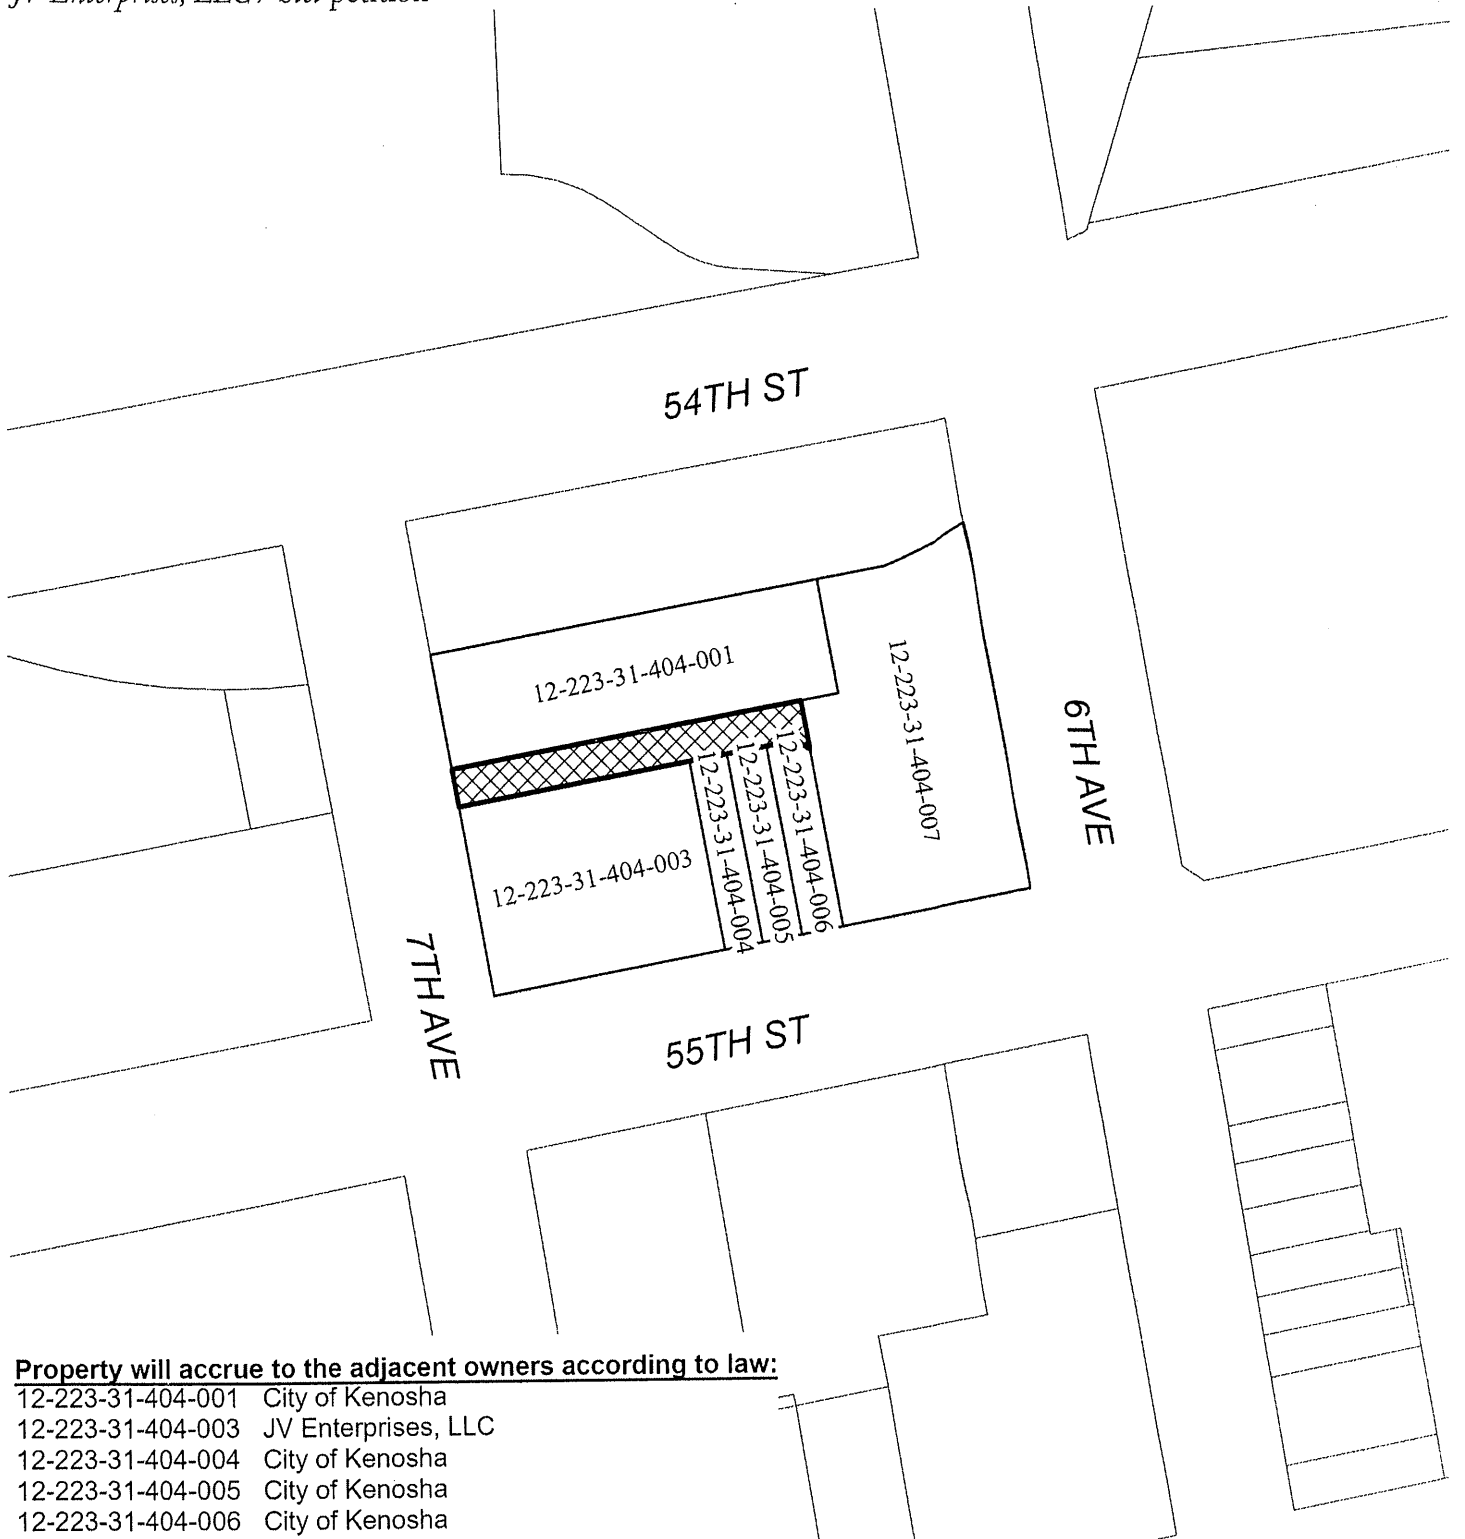 Enterprises, LLC / petition
54TH ST
12-223-31-404-001
12-223-31-404-007
6TH AVE
12-223-31-404-006
12-223-31-404-005
12-223-31-404-004
12-223-31-404-003
7TH AVE
55TH ST
Property will accrue to the adjacent owners according to law:
12-223-31-404-001 City of Kenosha
12-223-31-404-003 JV Enterprises, LLC
12-223-31-404-004 City of Kenosha
12-223-31-404-005 City of Kenosha
12-223-31-404-006 City of Kenosha